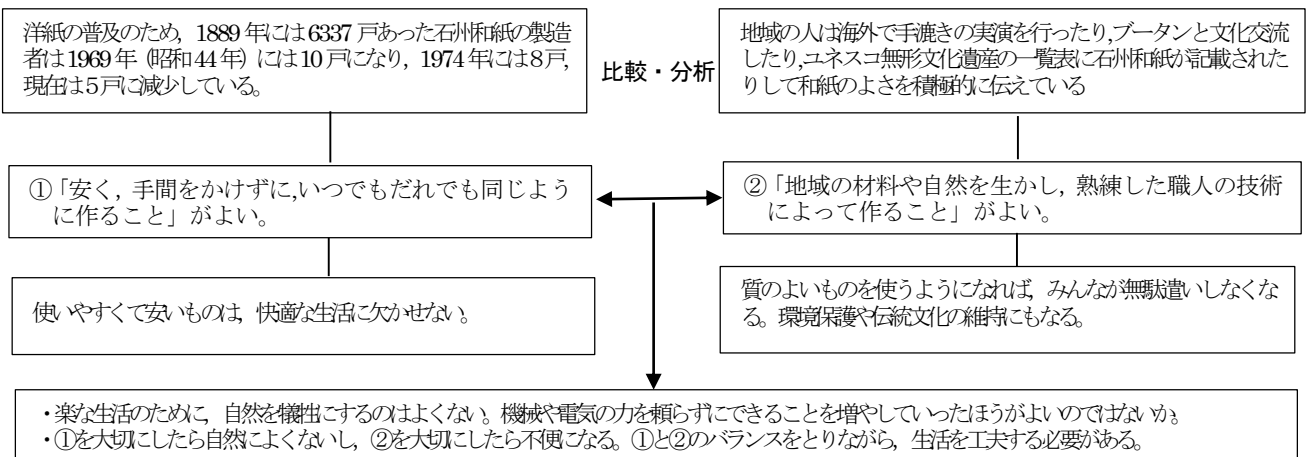 洋紙の普及のため，1889年には6337戸あった石州和紙の製造
者は1969年（昭和44年）には10戸になり，1974年には8戸，
現在は5戸に減少している。
比較・分析
地域の人は海外で手漉きの実演を行ったり,ブータンと文化交流
したり,ユネスコ無形文化遺産の一覧表に石州和紙が記載された
りして和紙のよさを積極的に伝えている
①「安く，手間をかけずに,いつでもだれでも同じよう
に作ること」がよい。
②「地域の材料や自然を生かし，熟練した職人の技術
によって作ること」がよい。
使いやすくて安いものは，快適な生活に欠かせない。
質のよいものを使うようになれば，みんなが無駄遣いしなくな
る。環境保護や伝統文化の維持にもなる。
・楽な生活のために，自然を犠牲にするのはよくない。機械や電気の力を頼らずにできることを増やしていったほうがよいのではないか。
・①を大切にしたら自然によくないし，②を大切にしたら不便になる。①と②のバランスをとりながら，生活を工夫する必要がある。